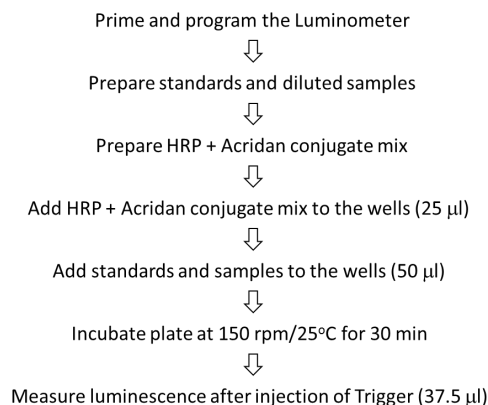 Prime and program the Luminometer
Prepare standards and diluted samples
Prepare HRP + Acridan conjugate mix
Add HRP + Acridan conjugate mix to the wells (25 μl)
Add standards and samples to the wells (50 μl)
Incubate plate at 150 rpm/25°C for 30 min
Measure luminescence after injection of Trigger (37.5 μl)